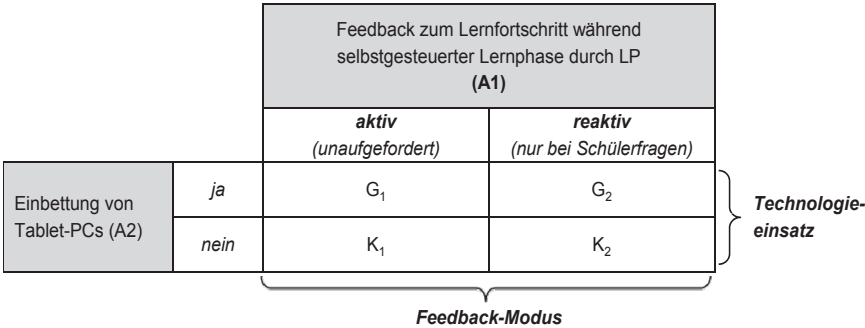 Feedback zum Lernfortschritt während
selbstgesteuerter Lernphase durch LP
(A1)
aktiv
(unaufgefordert)
reaktiv
(nur bei Schülerfragen)
Einbettung von
Tablet-PCs (A2)
ja
G₁
G₂
nein
K₁
K₂
Technologie-
einsatz
Feedback-Modus